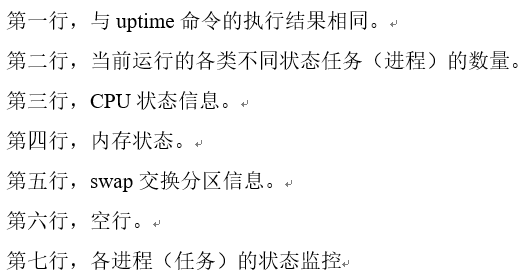 第一行，与 uptime 命令的执行结果相同。
第二行，当前运行的各类不同状态任务（进程）的数量。
第三行，CPU 状态信息。
第四行，内存状态。
第五行，swap 交换分区信息。
第六行，空行。
第七行，各进程（任务）的状态监控